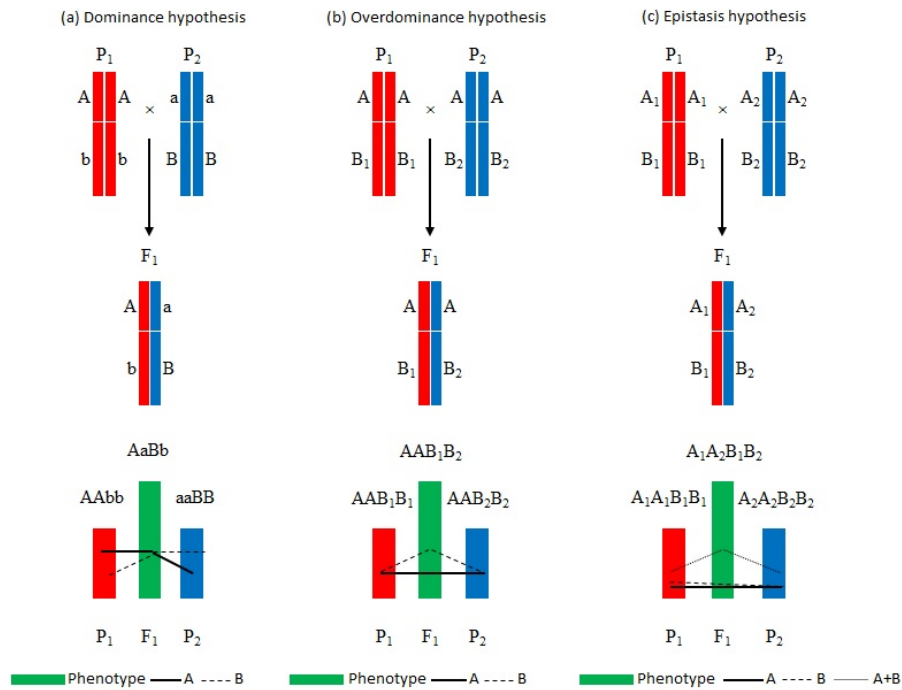 (a) Dominance hypothesis (b) Overdominance hypothesis (c) Epistasis hypothesis
P₁ P₂ P₁ P₂ P₁ P₂
A A × a a A A × A A A₁ A₁ × A₂ A₂
b b B B B₁ B₁ B₂ B₂ B₁ B₁ B₂ B₂
F₁ F₁ F₁
A a A A A₁ A₂
b B B₁ B₂ B₁ B₂
AaBb AAB₁B₂ A₁A₂B₁B₂
AAbb aaBB AAB₁B₁ AAB₂B₂ A₁A₁B₁B₁ A₂A₂B₂B₂
P₁ F₁ P₂ P₁ F₁ P₂ P₁ F₁ P₂
Phenotype A B Phenotype A B Phenotype A B A+B